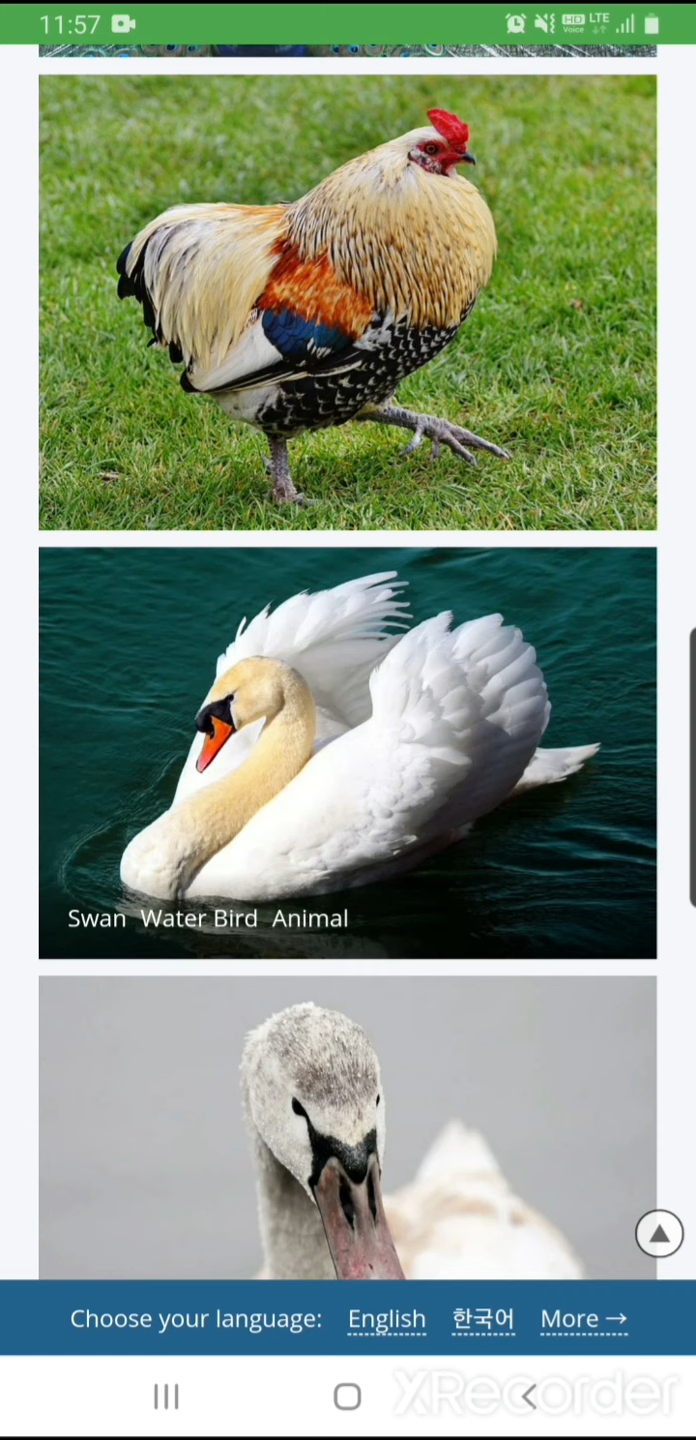 11:57
HD Voice LTE
Swan Water Bird Animal
Choose your language: English 한국어 More →
XRecorder